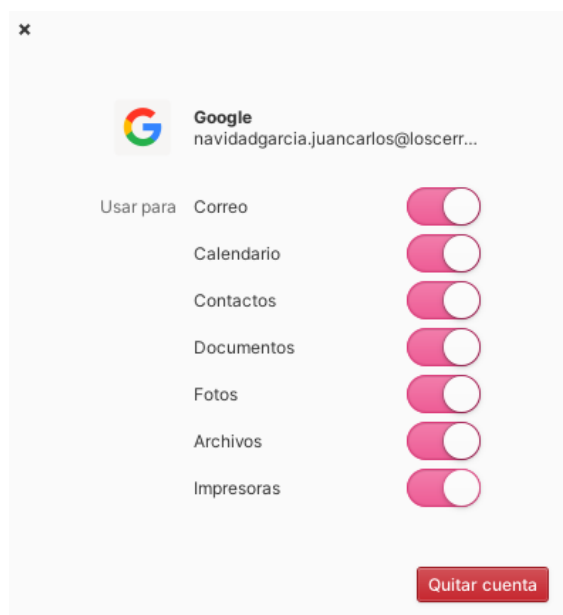 Google
navidadgarcia.juancarlos@loscerr...
Usar para Correo
Calendario
Contactos
Documentos
Fotos
Archivos
Impresoras
Quitar cuenta